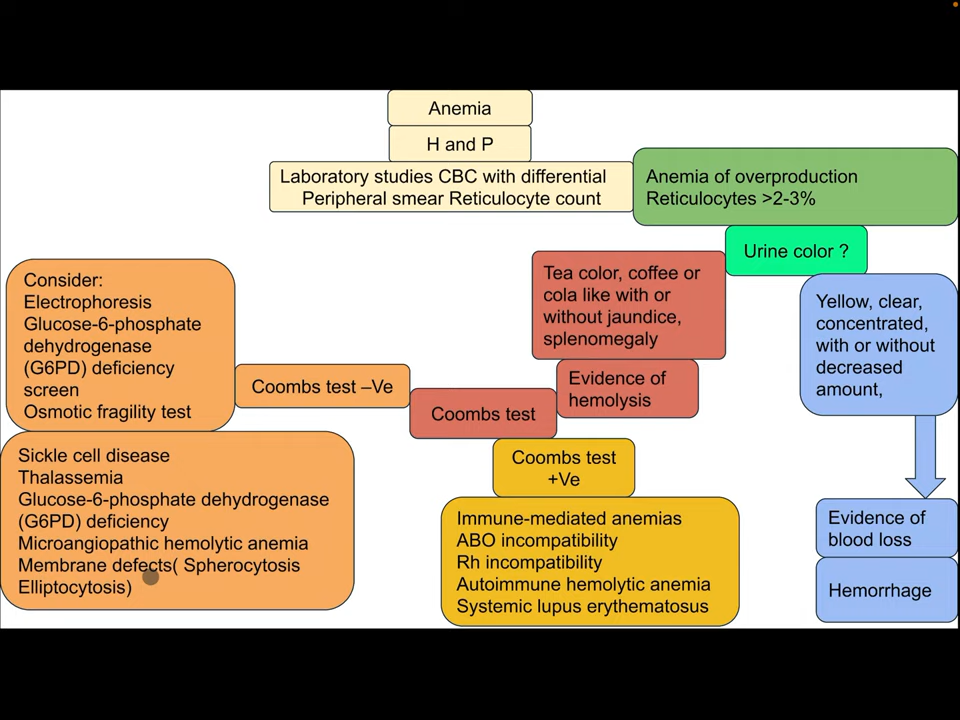 Anemia
H and P
Laboratory studies CBC with differential
Peripheral smear Reticulocyte count
Anemia of overproduction
Reticulocytes >2-3%
Urine color ?
Tea color, coffee or
cola like with or
without jaundice,
splenomegaly
Yellow, clear,
concentrated,
with or without
decreased
amount,
Evidence of
hemolysis
Coombs test
Coombs test –Ve
Consider:
Electrophoresis
Glucose-6-phosphate
dehydrogenase
(G6PD) deficiency
screen
Osmotic fragility test
Sickle cell disease
Thalassemia
Glucose-6-phosphate dehydrogenase
(G6PD) deficiency
Microangiopathic hemolytic anemia
Membrane defects( Spherocytosis
Elliptocytosis)
Coombs test
+Ve
Immune-mediated anemias
ABO incompatibility
Rh incompatibility
Autoimmune hemolytic anemia
Systemic lupus erythematosus
Evidence of
blood loss
Hemorrhage